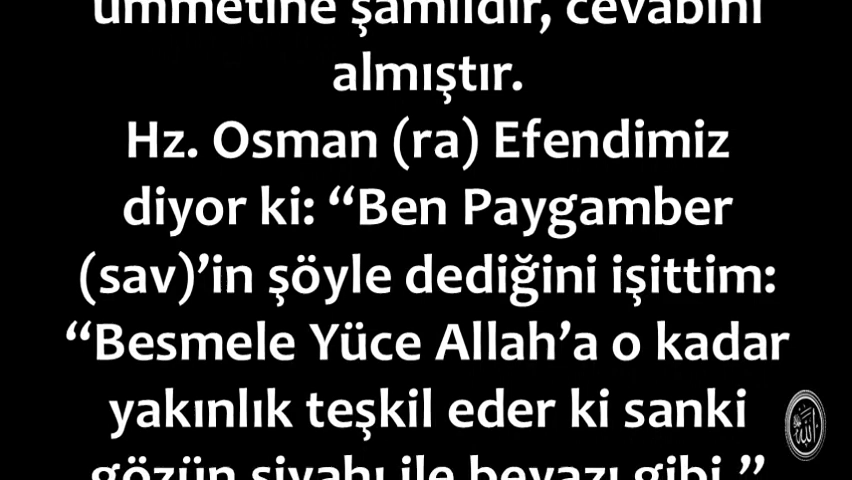 ümmetine şamildir, cevabını
almıştır.
Hz. Osman (ra) Efendimiz
diyor ki: “Ben Paygamber
(sav)’in şöyle dediğini işittim:
“Besmele Yüce Allah’a o kadar
yakınlık teşkil eder ki sanki
gözün siyahı ile beyazı gibi.”
الله